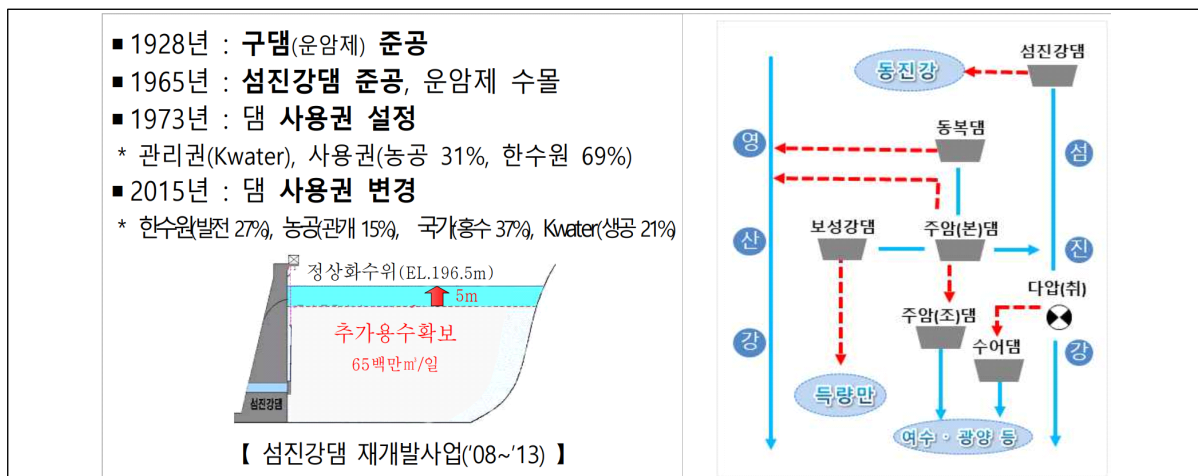 ■ 1928년 : 구댐(운암제) 준공
■ 1965년 : 섬진강댐 준공, 운암제 수몰
■ 1973년 : 댐 사용권 설정
* 관리권(Kwater), 사용권(농공 31%, 한수원 69%)
■ 2015년 : 댐 사용권 변경
* 한수원(발전 27%), 농공(관개 15%), 국가(홍수 37%), Kwater(생공 21%)
정상화수위(EL.196.5m)
5m
추가용수확보
65백만㎥/일
섬진강댐
【 섬진강댐 재개발사업('08~'13) 】
섬진강댐
동진강
동복댐
영
섬
보성강댐
주암(본)댐
산
진
다압(취)
주암(조)댐
수어댐
강
강
득량만
여수·광양 등